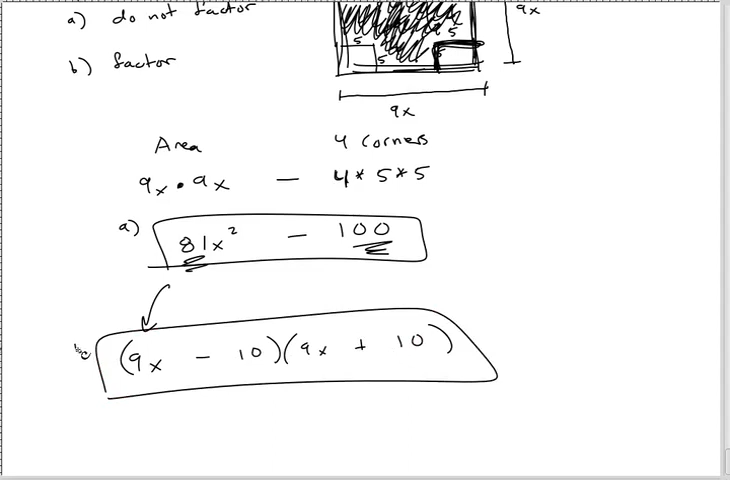 a) do not factor
9x
5
5
5
b) factor
9x
Area 4 corners
9x • 9x — 4 * 5 * 5
a) 81x² — 100
(9x - 10)(9x + 10)